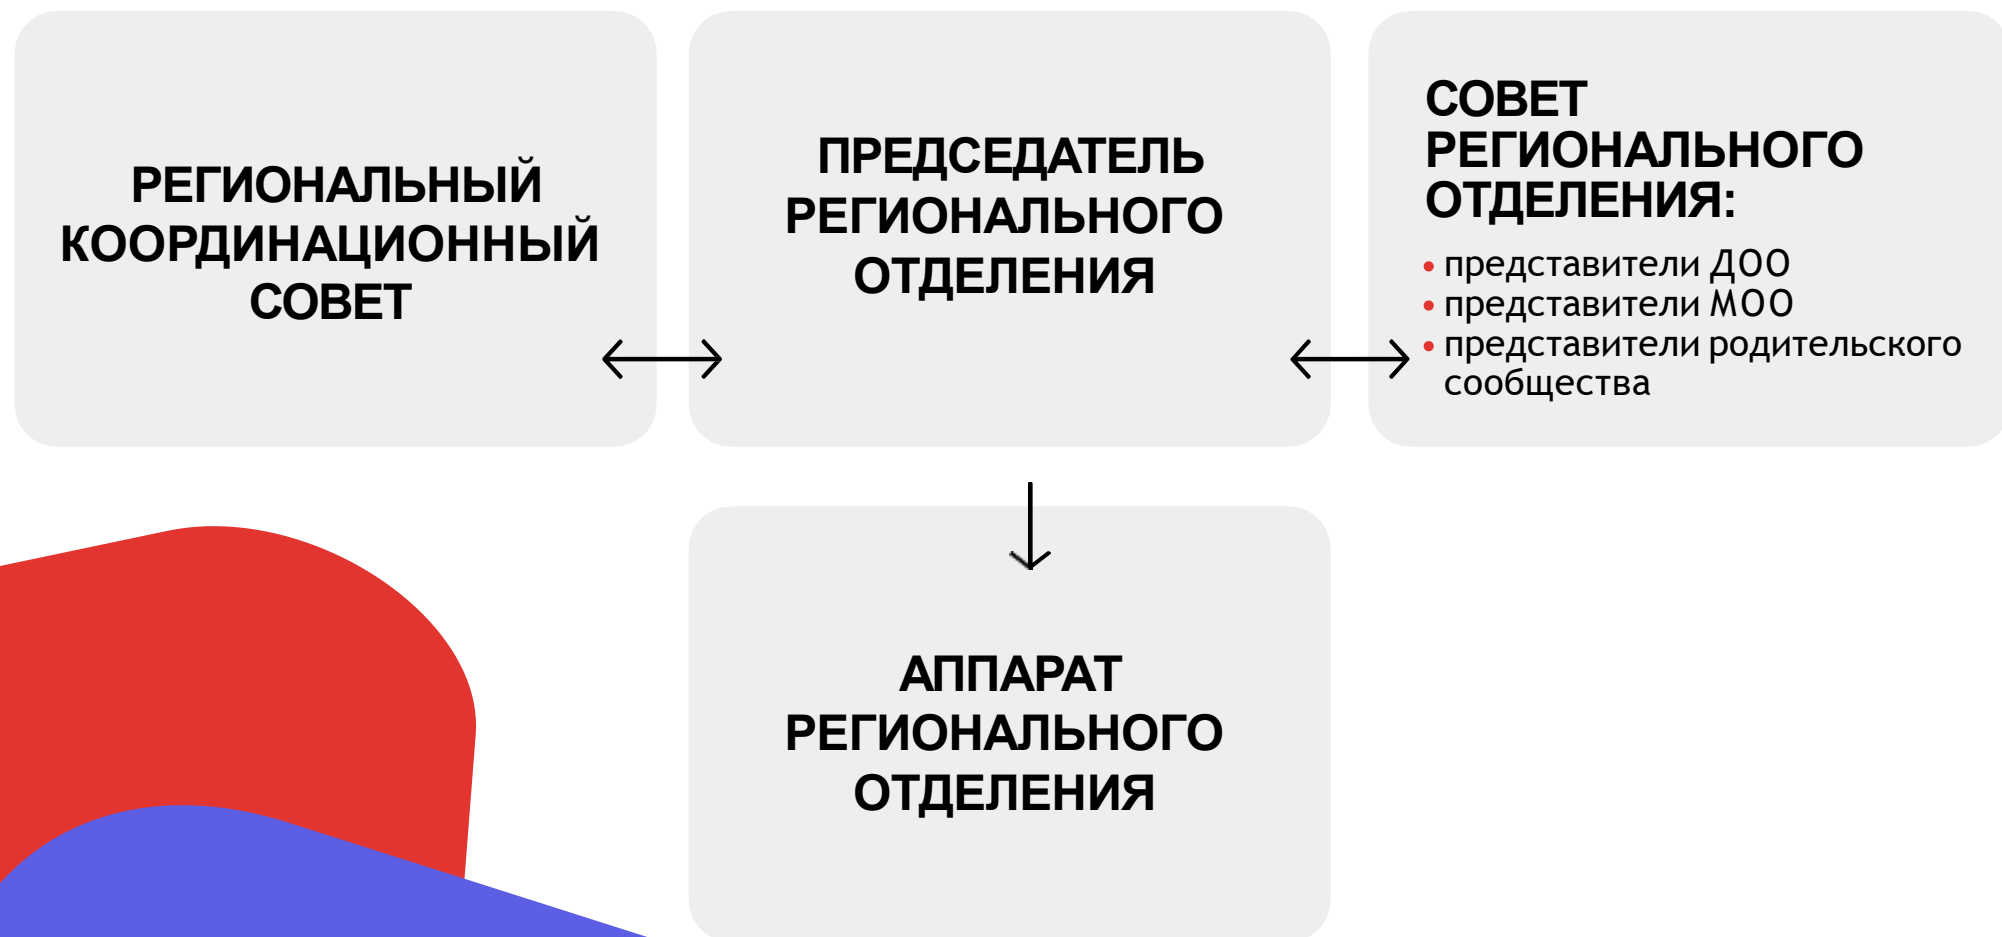 РЕГИОНАЛЬНЫЙ
КООРДИНАЦИОННЫЙ
СОВЕТ
ПРЕДСЕДАТЕЛЬ
РЕГИОНАЛЬНОГО
ОТДЕЛЕНИЯ
СОВЕТ
РЕГИОНАЛЬНОГО
ОТДЕЛЕНИЯ:
• представители ДОО
• представители МОО
• представители родительского
сообщества
АППАРАТ
РЕГИОНАЛЬНОГО
ОТДЕЛЕНИЯ